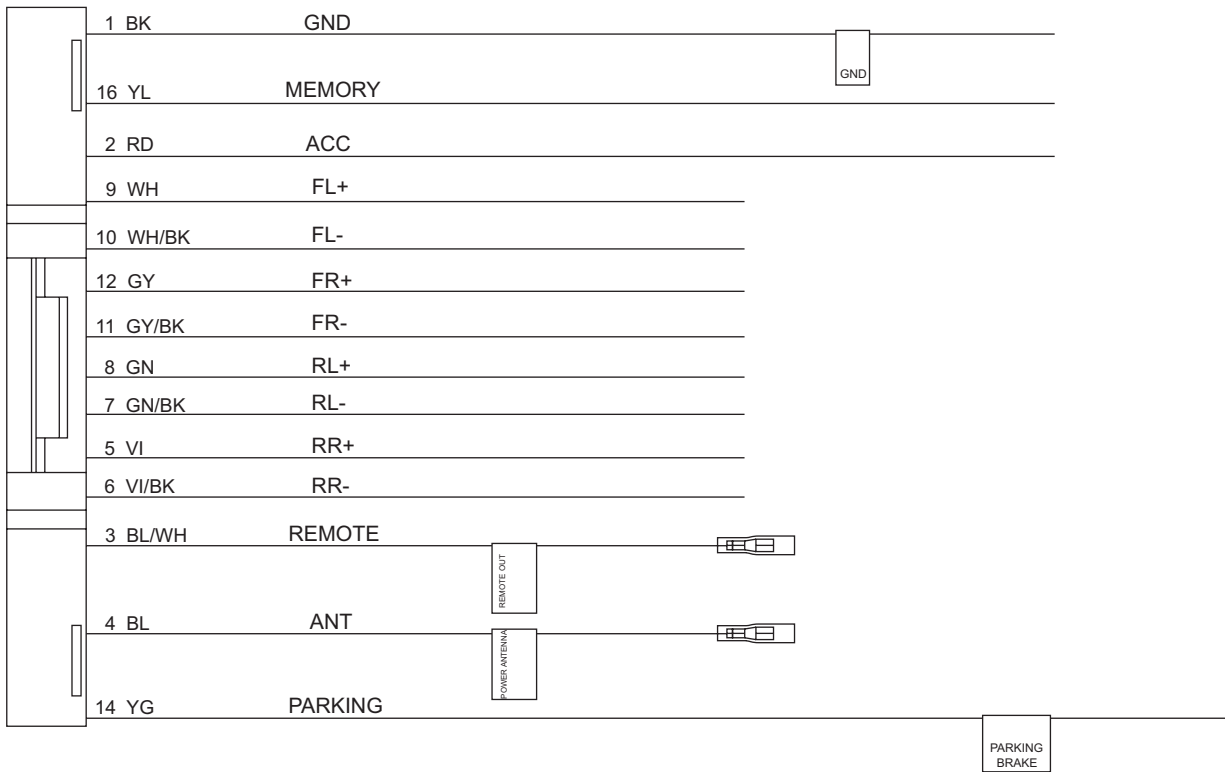 1 BK GND
GND
16 YL MEMORY
2 RD ACC
9 WH FL+
10 WH/BK FL-
12 GY FR+
11 GY/BK FR-
8 GN RL+
7 GN/BK RL-
5 VI RR+
6 VI/BK RR-
3 BL/WH REMOTE
REMOTE OUT
4 BL ANT
POWER ANTENNA
14 YG PARKING
PARKING
BRAKE